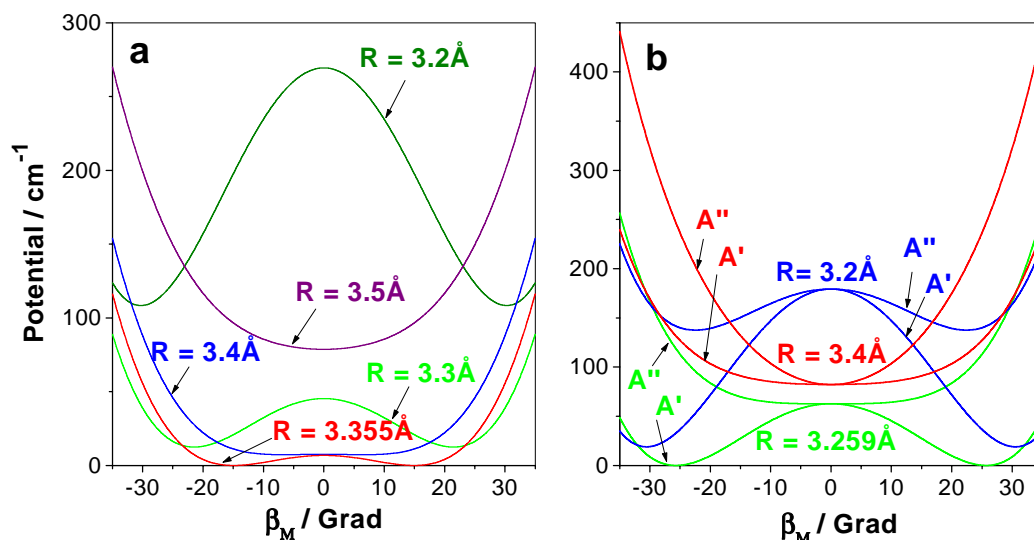 a
R = 3.2Å
R = 3.5Å
R = 3.4Å
R = 3.3Å
R = 3.355Å
300
200
100
0
-30 -20 -10 0 10 20 30
Potential / cm⁻¹
β_M / Grad
b
A'' A'
R = 3.2Å
A'' A'
R = 3.4Å
A'' A'
R = 3.259Å
400
300
200
100
0
-30 -20 -10 0 10 20 30
β_M / Grad